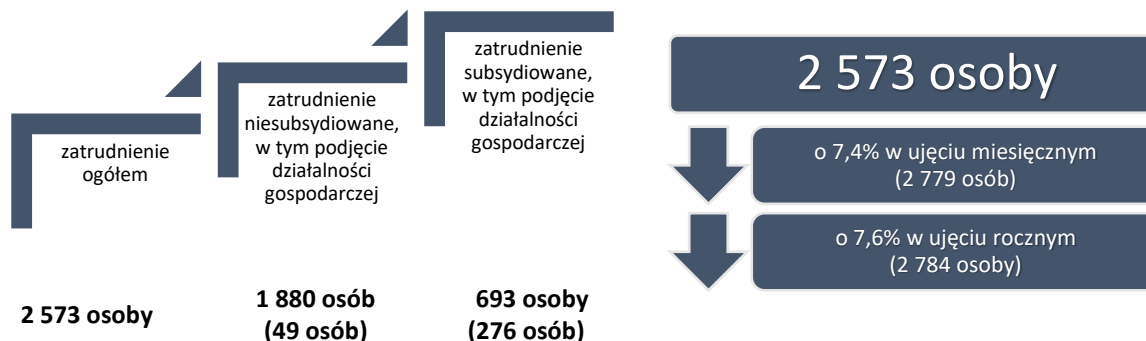 zatrudnienie
ogółem
2 573 osoby
zatrudnienie
niesubsydiowane,
w tym podjęcie
działalności
gospodarczej
1 880 osób
(49 osób)
zatrudnienie
subsydiowane,
w tym podjęcie
działalności
gospodarczej
693 osoby
(276 osób)
2 573 osoby
o 7,4% w ujęciu miesięcznym
(2 779 osób)
o 7,6% w ujęciu rocznym
(2 784 osoby)